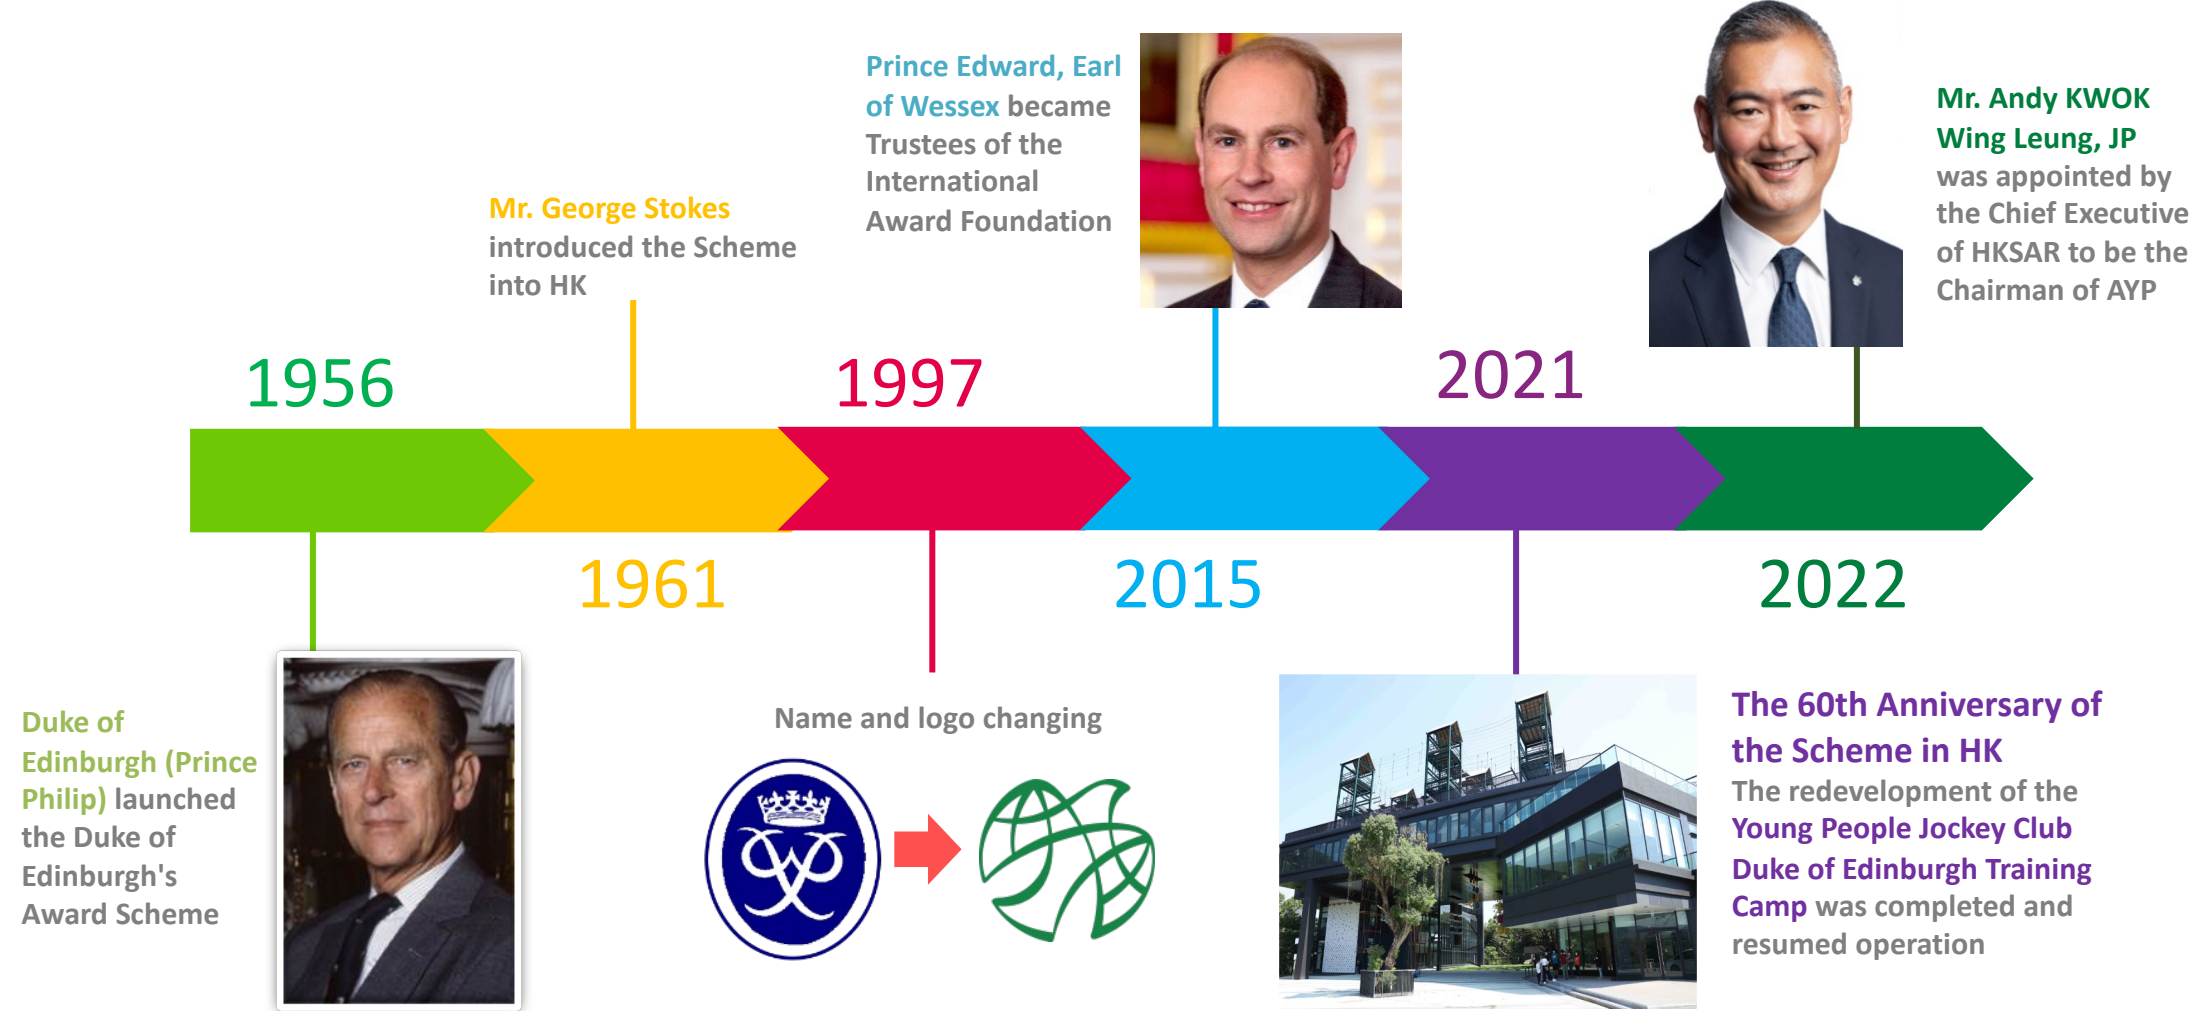 Prince Edward, Earl
of Wessex became
Trustees of the
International
Award Foundation
Mr. Andy KWOK
Wing Leung, JP
was appointed by
the Chief Executive
of HKSAR to be the
Chairman of AYP
Mr. George Stokes
introduced the Scheme
into HK
1956
1997
2021
1961
2015
2022
Duke of
Edinburgh (Prince
Philip) launched
the Duke of
Edinburgh's
Award Scheme
Name and logo changing
The 60th Anniversary of
the Scheme in HK
The redevelopment of the
Young People Jockey Club
Duke of Edinburgh Training
Camp was completed and
resumed operation